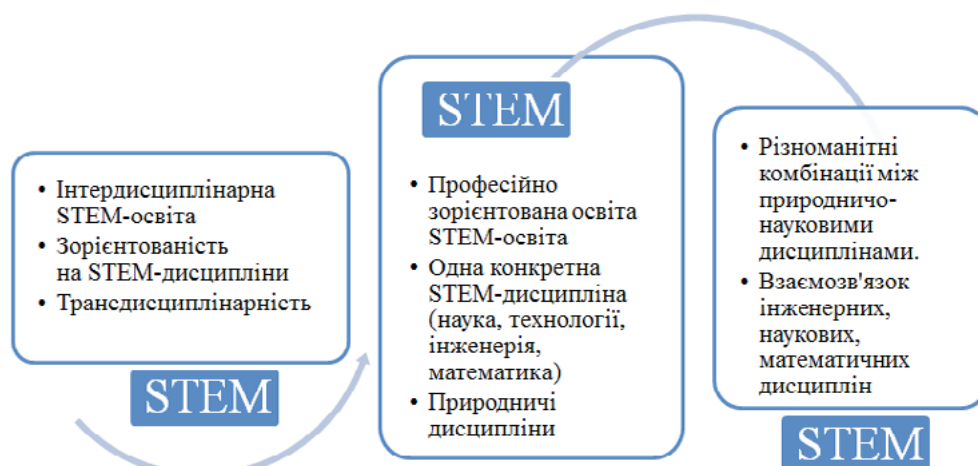 • Інтердисциплінарна
STEM-освіта
• Зорієнтованість
на STEM-дисципліни
• Трансдисциплінарність
STEM
STEM
• Професійно
зорієнтована освіта
STEM-освіта
• Одна конкретна
STEM-дисципліна
(наука, технології,
інженерія,
математика)
• Природничі
дисципліни
• Різноманітні
комбінації між
природничо-
науковими
дисциплінами.
• Взаємозв'язок
інженерних,
наукових,
математичних
дисциплін
STEM